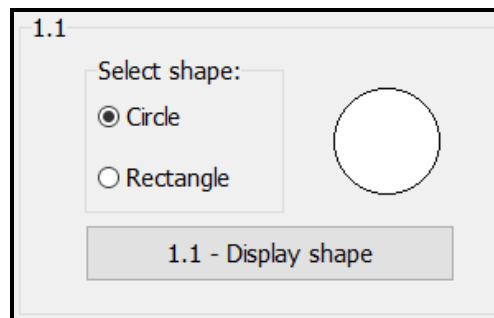 1.1
Select shape:
Circle
Rectangle
1.1 - Display shape